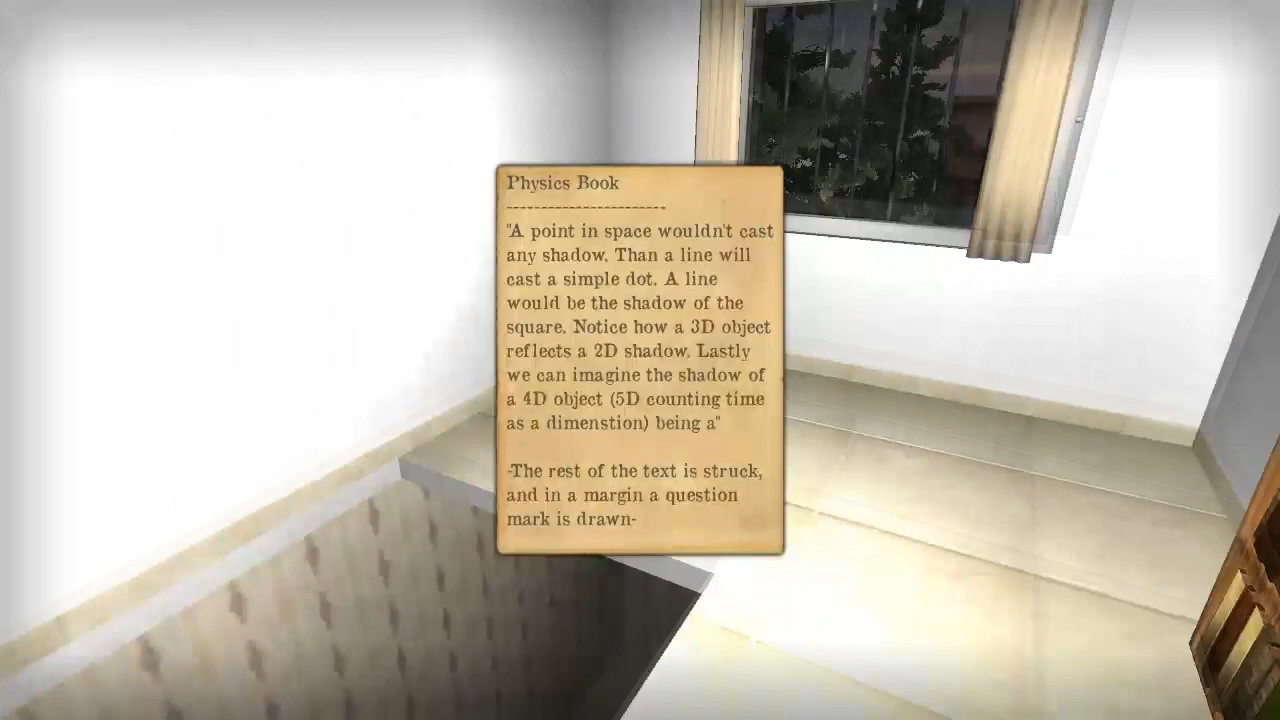 Physics Book
-----------------------
"A point in space wouldn't cast
any shadow. Than a line will
cast a simple dot. A line
would be the shadow of the
square. Notice how a 3D object
reflects a 2D shadow. Lastly
we can imagine the shadow of
a 4D object (5D counting time
as a dimenstion) being a"
-The rest of the text is struck,
and in a margin a question
mark is drawn-